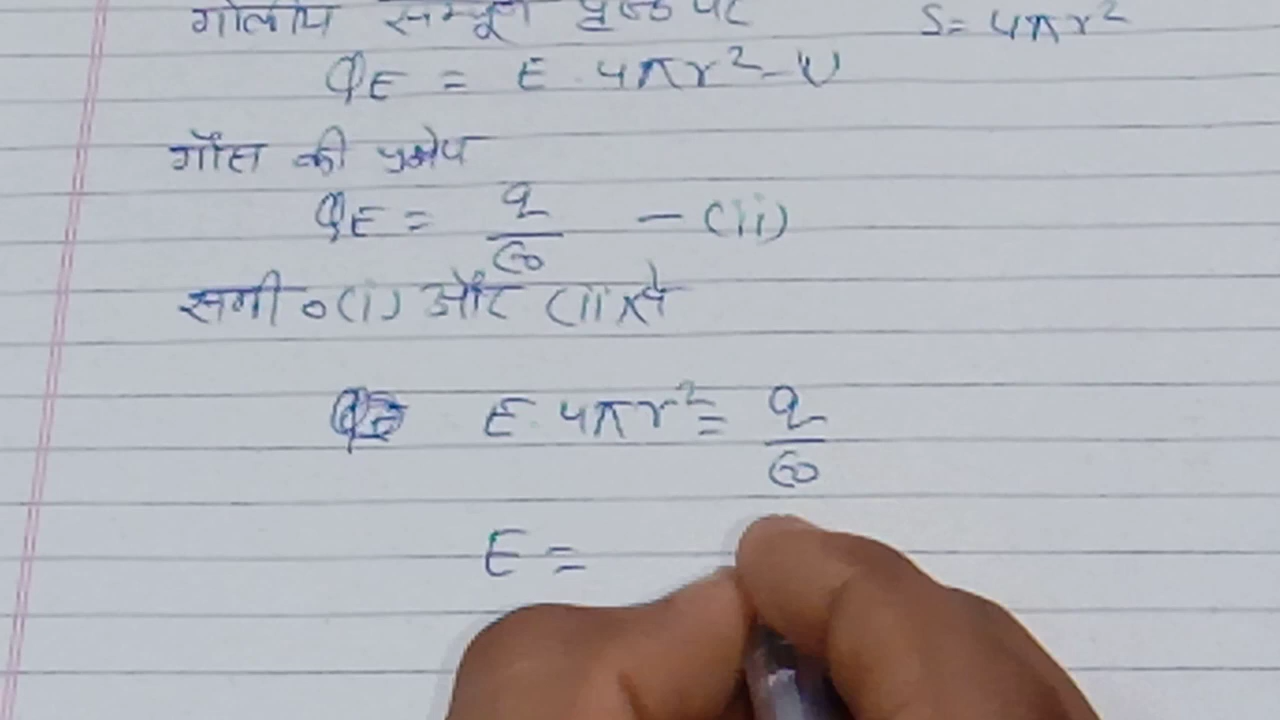 गोलीय सम्पूर्ण पृष्ठ पर S = 4πr²
ϕE = E . 4πr² – (i)
गॉस की प्रमेय
ϕE = q/ε₀ – (ii)
समी०(i) और (ii) से
E . 4πr² = q/ε₀
E =